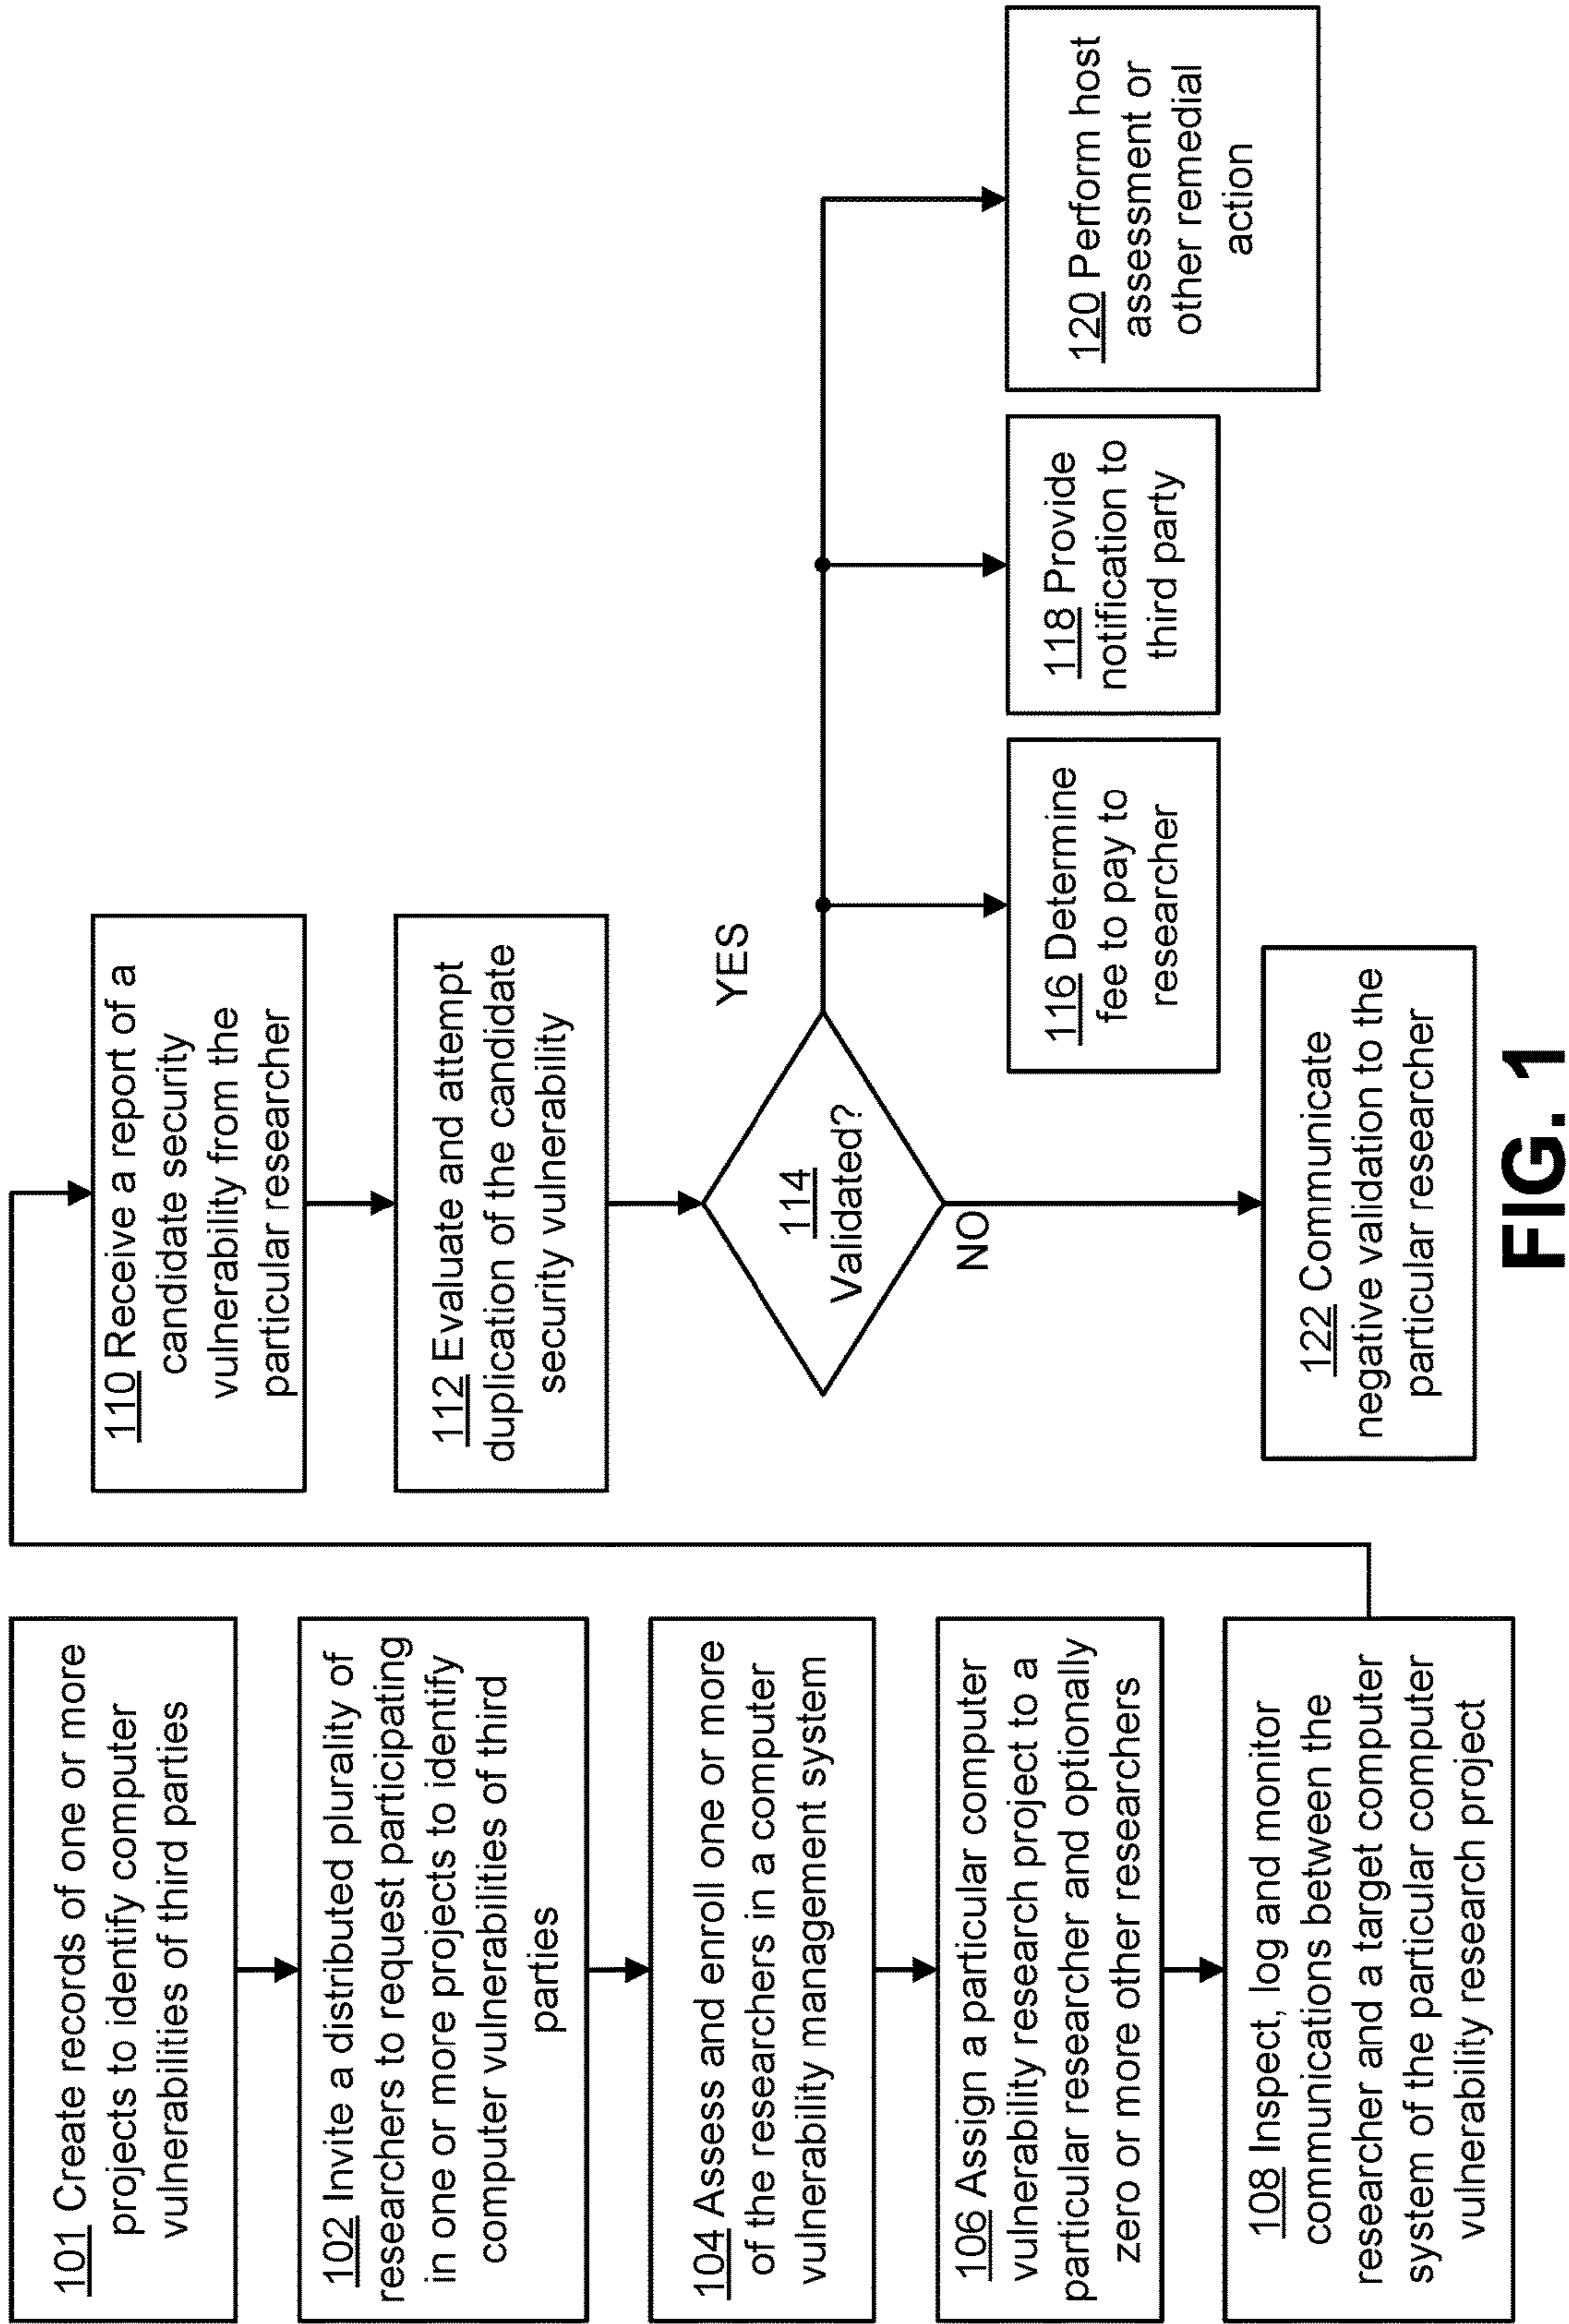 101 Create records of one or more
projects to identify computer
vulnerabilities of third parties
102 Invite a distributed plurality of
researchers to request participating
in one or more projects to identify
computer vulnerabilities of third
parties
104 Assess and enroll one or more
of the researchers in a computer
vulnerability management system
106 Assign a particular computer
vulnerability research project to a
particular researcher and optionally
zero or more other researchers
108 Inspect, log and monitor
communications between the
researcher and a target computer
system of the particular computer
vulnerability research project
110 Receive a report of a
candidate security
vulnerability from the
particular researcher
112 Evaluate and attempt
duplication of the candidate
security vulnerability
114
Validated?
YES
NO
116 Determine
fee to pay to
researcher
118 Provide
notification to
third party
120 Perform host
assessment or
other remedial
action
122 Communicate
negative validation to the
particular researcher
FIG. 1